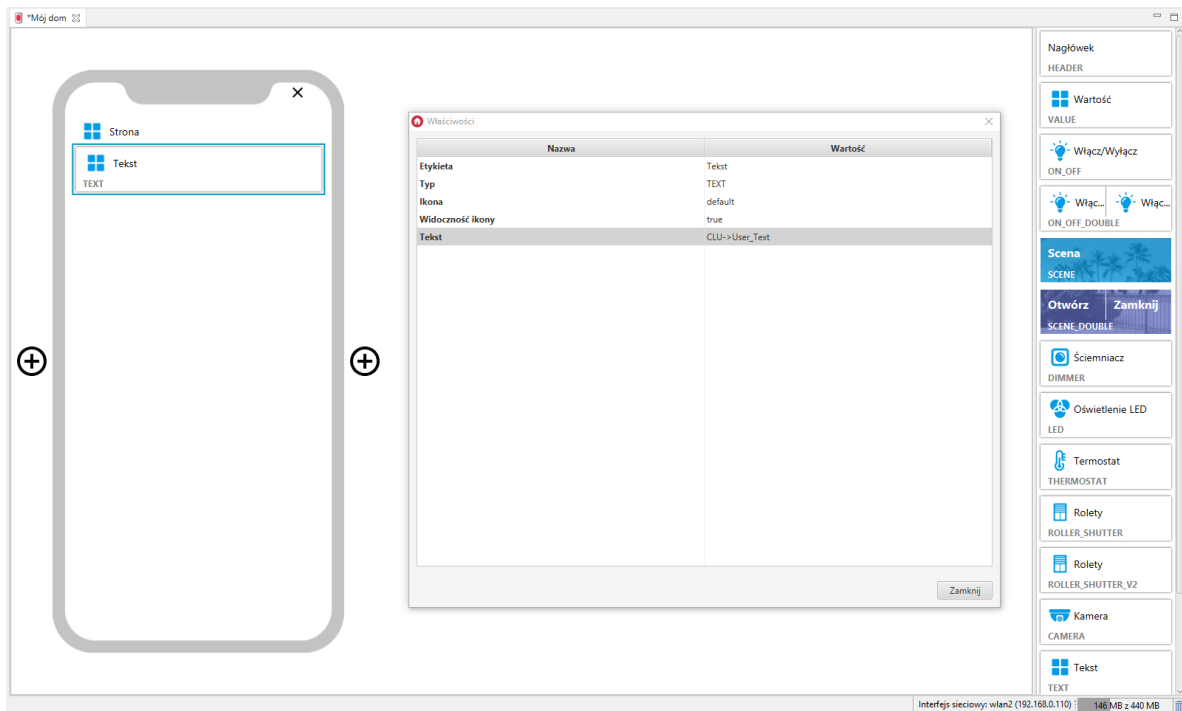 *Mój dom
Strona
Tekst
TEXT
Właściwości
Nazwa Wartość
Etykieta Tekst
Typ TEXT
Ikona default
Widoczność ikony true
Tekst CLU->User_Text
Zamknij
Nagłówek
HEADER
Wartość
VALUE
Włącz/Wyłącz
ON_OFF
Włąc... Włąc...
ON_OFF_DOUBLE
Scena
SCENE
Otwórz Zamknij
SCENE_DOUBLE
Ściemniacz
DIMMER
Oświetlenie LED
LED
Termostat
THERMOSTAT
Rolety
ROLLER_SHUTTER
Rolety
ROLLER_SHUTTER_V2
Kamera
CAMERA
Tekst
TEXT
Interfejs sieciowy: wlan2 (192.168.0.110) 146 MB z 440 MB